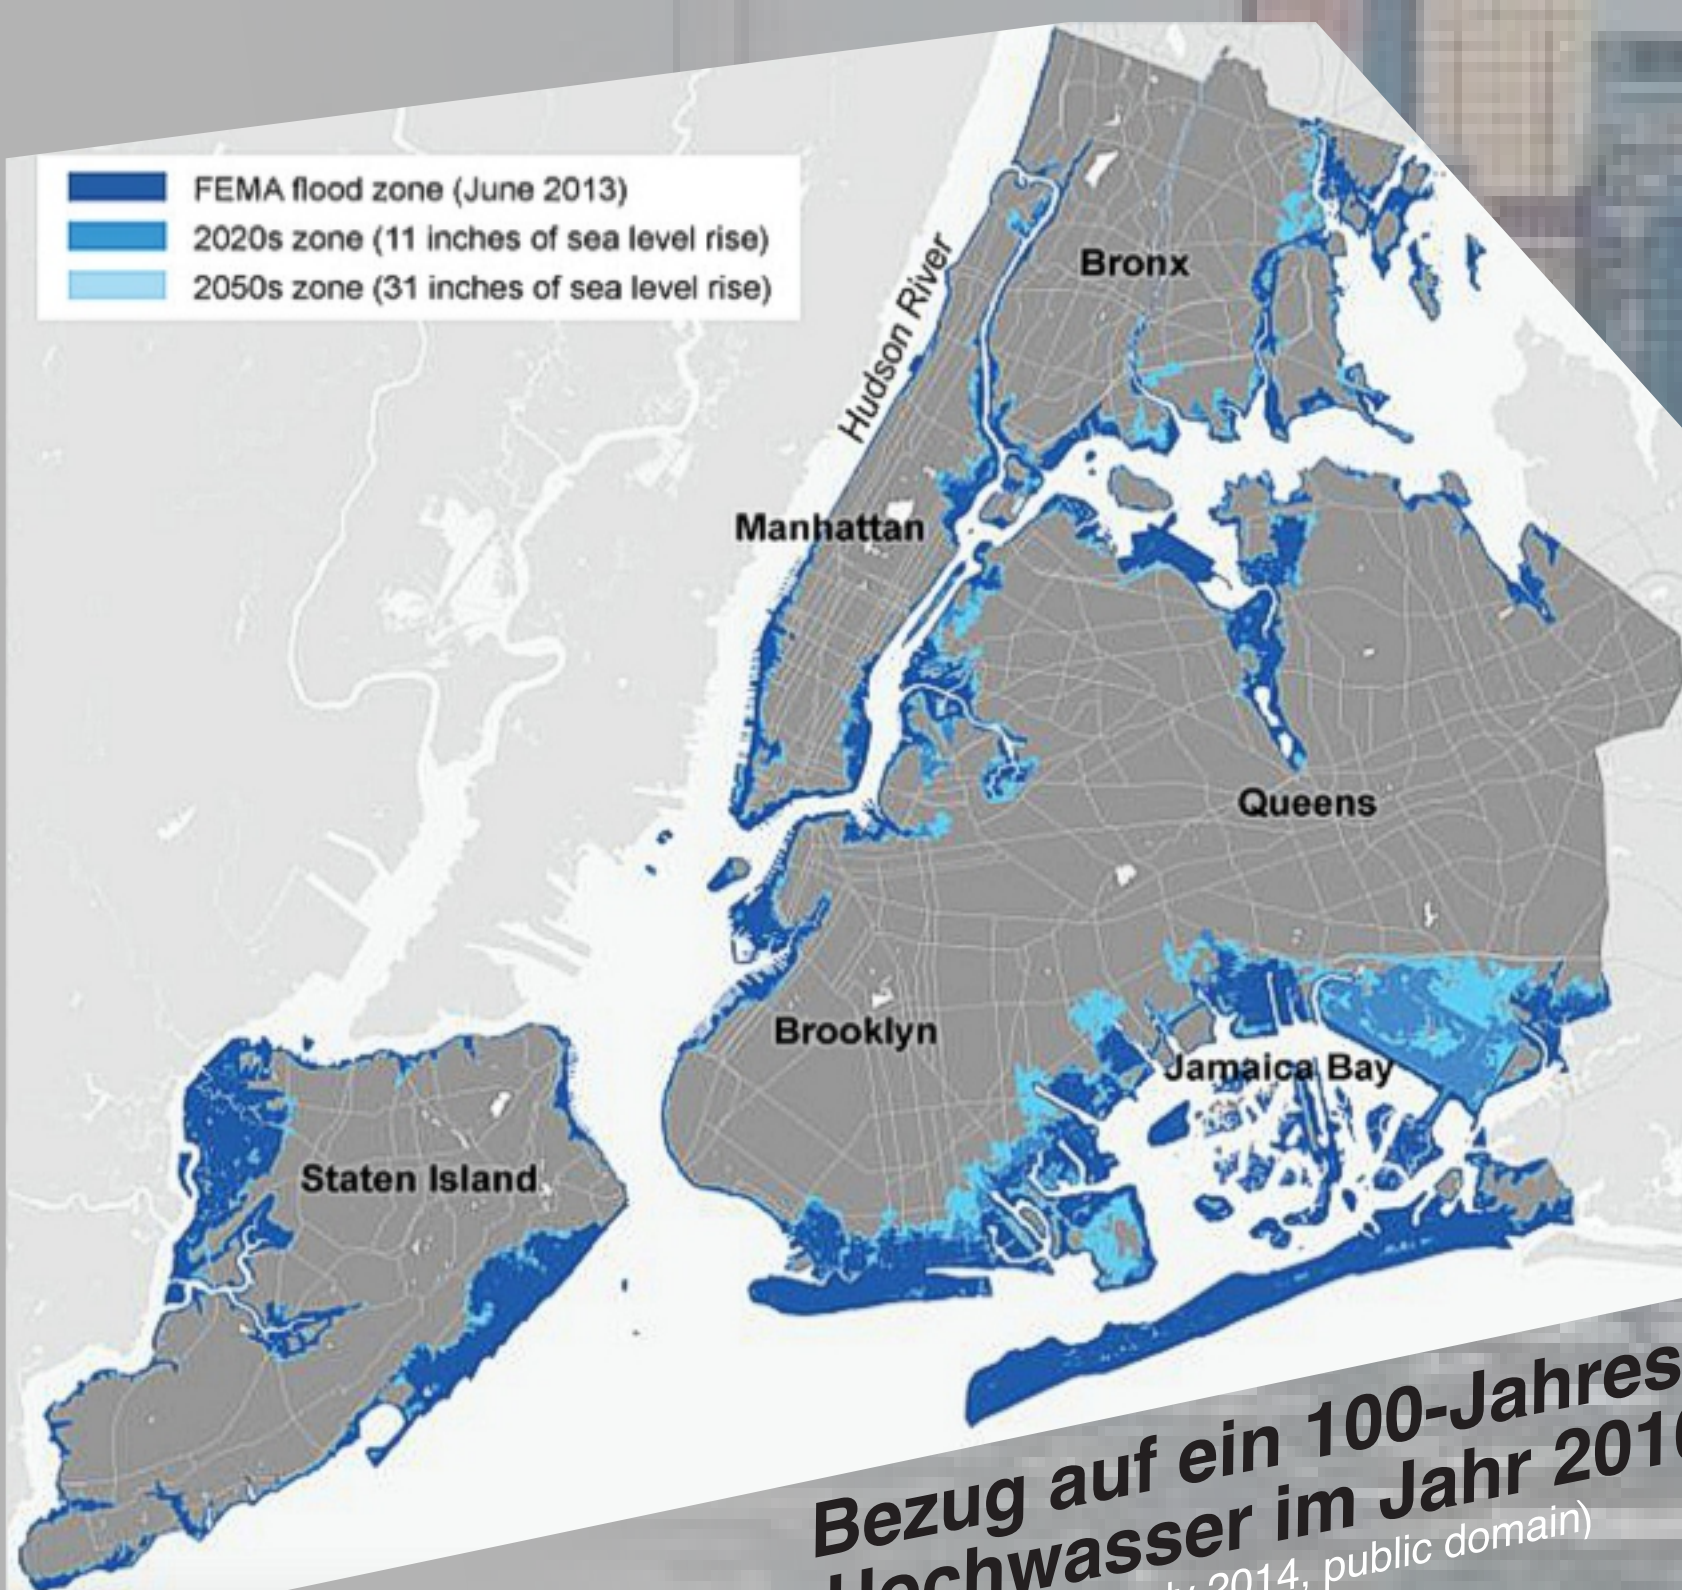 FEMA flood zone (June 2013)
2020s zone (11 inches of sea level rise)
2050s zone (31 inches of sea level rise)
Hudson River
Bronx
Manhattan
Queens
Brooklyn
Jamaica Bay
Staten Island
Bezug auf ein 100-Jahres
Hochwasser im Jahr 201
2014, public domain)